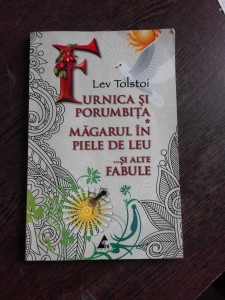 Lev Tolstoi
FURNICA ȘI
PORUMBIȚA
*
MĂGARUL ÎN
PIELE DE LEU
...ȘI ALTE
FABULE